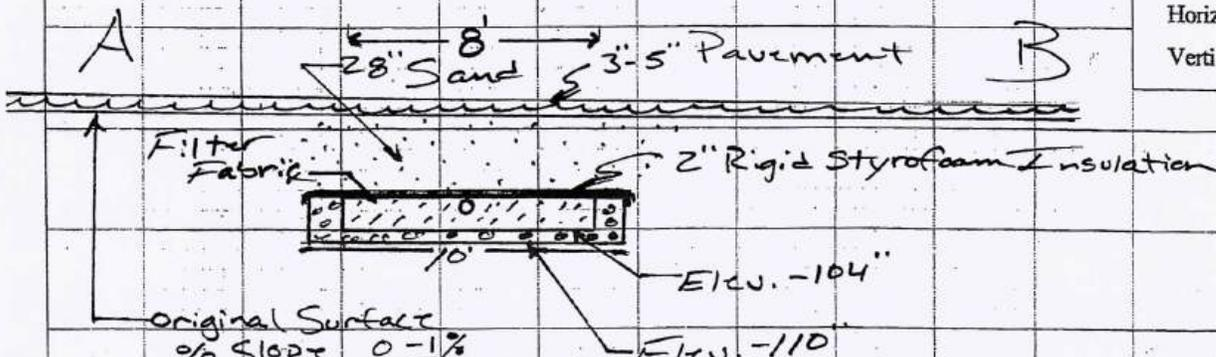 Horiz
A
8'
B
Verti
28" Sand
3"-5" Pavement
Filter
Fabric
2" Rigid Styrofoam Insulation
10'
Elev. -104"
Original Surface
% Slope 0-1%
Elev. -110"